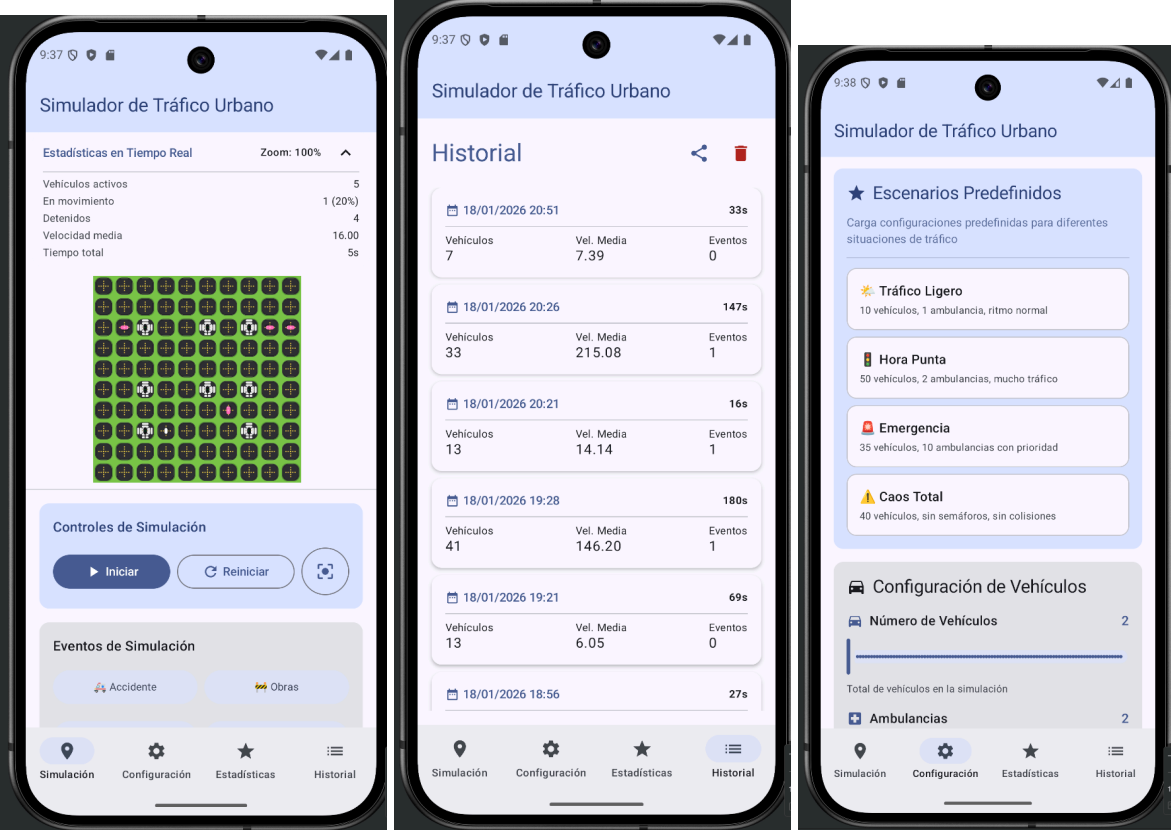 9:37
Simulador de Tráfico Urbano
Estadísticas en Tiempo Real
Zoom: 100%
Vehículos activos 5
En movimiento 1 (20%)
Detenidos 4
Velocidad media 16.00
Tiempo total 5s
Controles de Simulación
Iniciar
Reiniciar
Eventos de Simulación
🚑 Accidente
🚧 Obras
Simulación Configuración Estadísticas Historial
9:37
Simulador de Tráfico Urbano
Historial
18/01/2026 20:51 33s
Vehículos Vel. Media Eventos
7 7.39 0
18/01/2026 20:26 147s
Vehículos Vel. Media Eventos
33 215.08 1
18/01/2026 20:21 16s
Vehículos Vel. Media Eventos
13 14.14 1
18/01/2026 19:28 180s
Vehículos Vel. Media Eventos
41 146.20 1
18/01/2026 19:21 69s
Vehículos Vel. Media Eventos
13 6.05 0
18/01/2026 18:56 27s
Simulación Configuración Estadísticas Historial
9:38
Simulador de Tráfico Urbano
Escenarios Predefinidos
Carga configuraciones predefinidas para diferentes
situaciones de tráfico
🌤️ Tráfico Ligero
10 vehículos, 1 ambulancia, ritmo normal
🚦 Hora Punta
50 vehículos, 2 ambulancias, mucho tráfico
🚨 Emergencia
35 vehículos, 10 ambulancias con prioridad
⚠️ Caos Total
40 vehículos, sin semáforos, sin colisiones
Configuración de Vehículos
Número de Vehículos 2
Total de vehículos en la simulación
Ambulancias 2
Simulación Configuración Estadísticas Historial